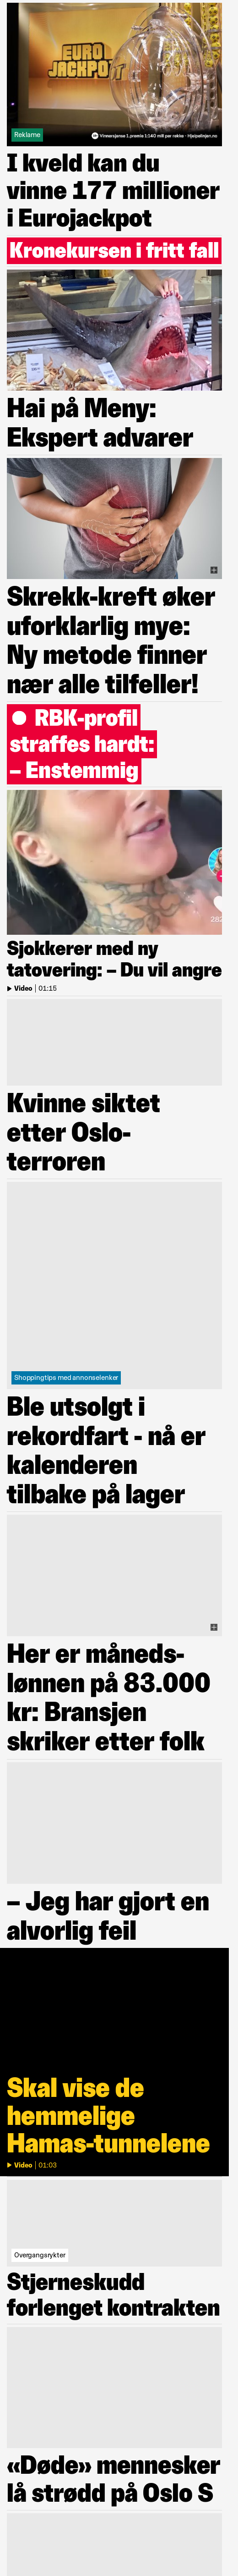 EURO
JACKPOT
Reklame
Vinnersjanse 1.premie 1:140 mill per rekke - Hjelpelinjen.no
I kveld kan du
vinne 177 millioner
i Eurojackpot
Kronekursen i fritt fall
Hai på Meny:
Ekspert advarer
Skrekk-kreft øker
uforklarlig mye:
Ny metode finner
nær alle tilfeller!
RBK-profil
straffes hardt:
– Enstemmig
282
Sjokkerer med ny
tatovering: – Du vil angre
Video | 01:15
Kvinne siktet
etter Oslo-
terroren
Shoppingtips med annonselenker
Ble utsolgt i
rekordfart - nå er
kalenderen
tilbake på lager
Her er måneds-
lønnen på 83.000
kr: Bransjen
skriker etter folk
– Jeg har gjort en
alvorlig feil
Skal vise de
hemmelige
Hamas-tunnelene
Video | 01:03
Overgangsrykter
Stjerneskudd
forlenget kontrakten
«Døde» mennesker
lå strødd på Oslo S